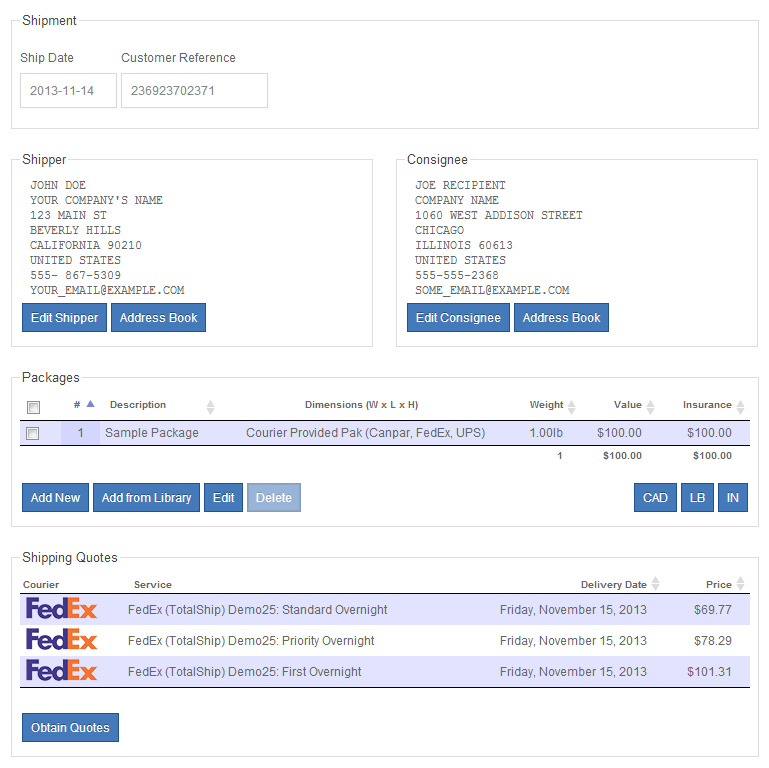 Shipment
Ship Date Customer Reference
2013-11-14 236923702371
Shipper
JOHN DOE
YOUR COMPANY'S NAME
123 MAIN ST
BEVERLY HILLS
CALIFORNIA 90210
UNITED STATES
555- 867-5309
YOUR_EMAIL@EXAMPLE.COM
Edit Shipper Address Book
Consignee
JOE RECIPIENT
COMPANY NAME
1060 WEST ADDISON STREET
CHICAGO
ILLINOIS 60613
UNITED STATES
555-555-2368
SOME_EMAIL@EXAMPLE.COM
Edit Consignee Address Book
Packages
# Description Dimensions (W x L x H) Weight Value Insurance
1 Sample Package Courier Provided Pak (Canpar, FedEx, UPS) 1.00lb $100.00 $100.00
1 $100.00 $100.00
Add New Add from Library Edit Delete CAD LB IN
Shipping Quotes
Courier Service Delivery Date Price
FedEx FedEx (TotalShip) Demo25: Standard Overnight Friday, November 15, 2013 $69.77
FedEx FedEx (TotalShip) Demo25: Priority Overnight Friday, November 15, 2013 $78.29
FedEx FedEx (TotalShip) Demo25: First Overnight Friday, November 15, 2013 $101.31
Obtain Quotes